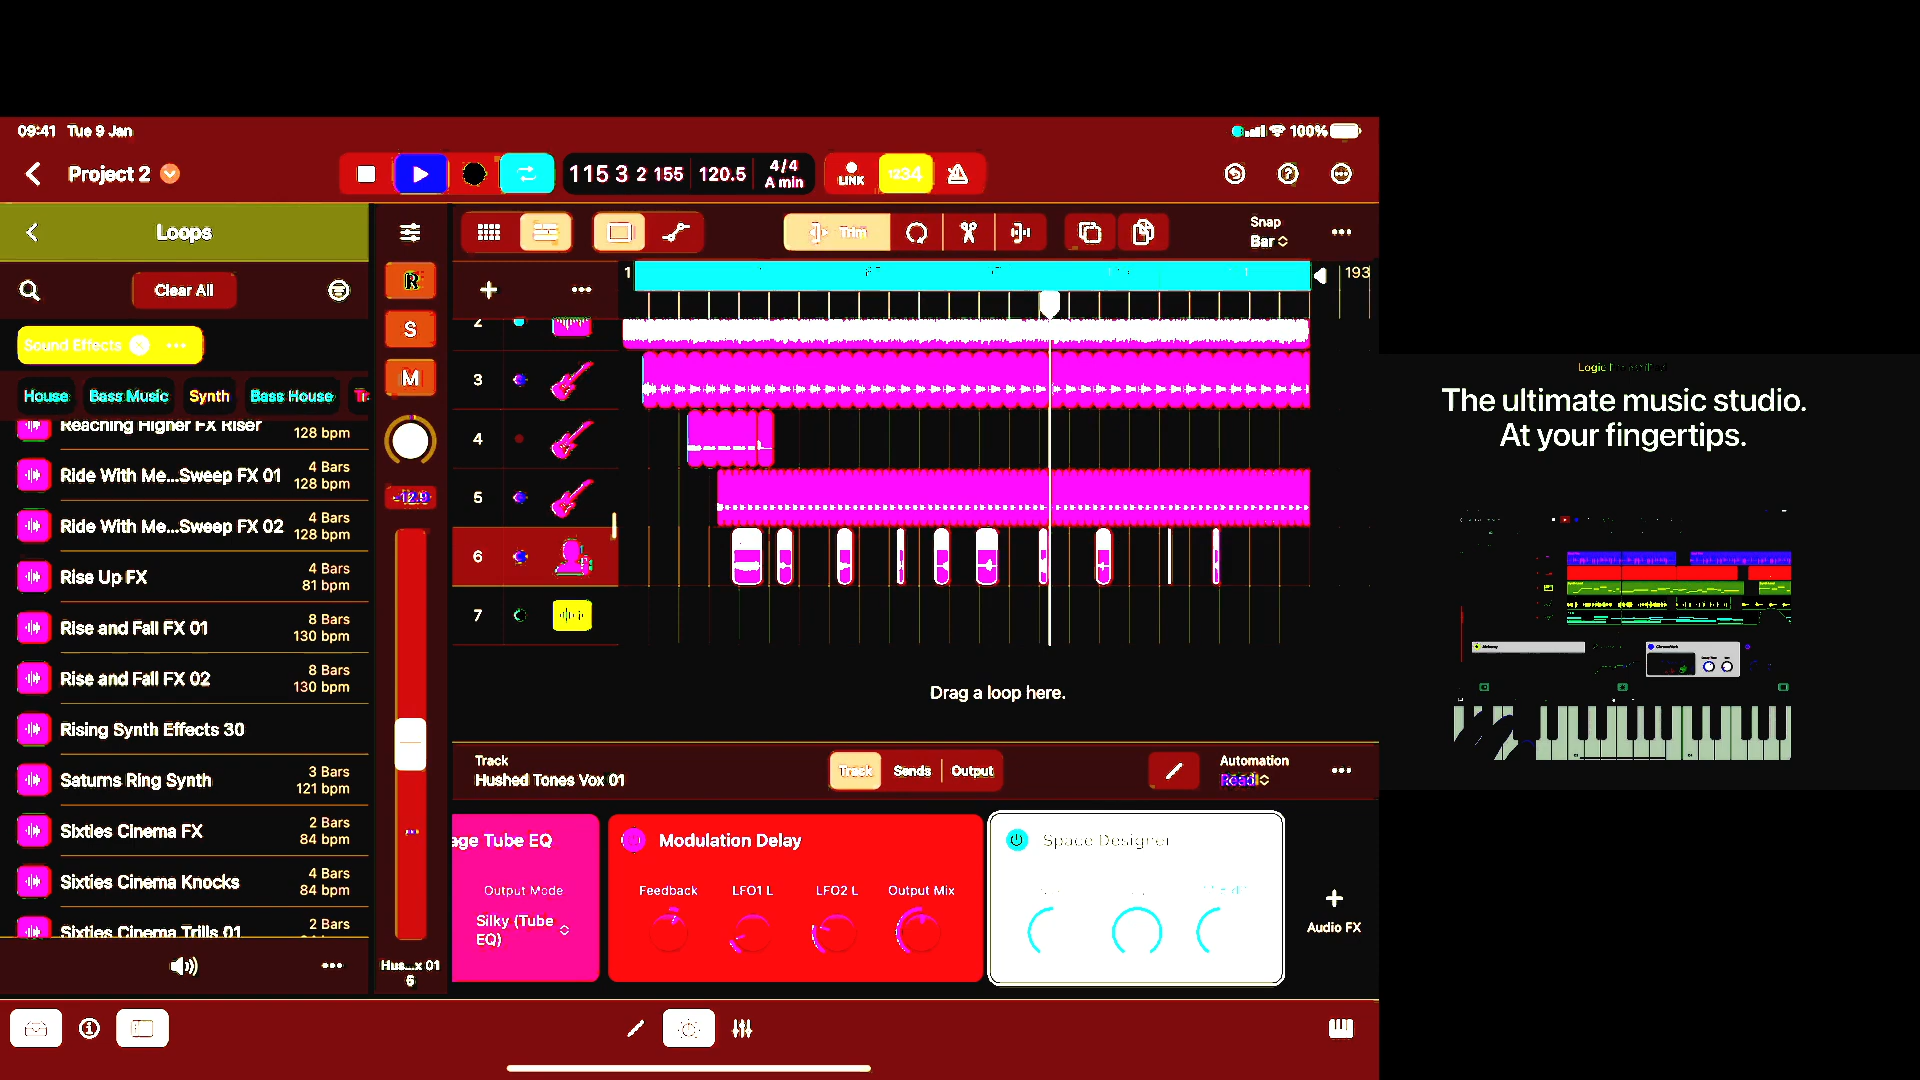 09:41 Tue 9 Jan
100%
Project 2
115 3 2 155
120.5
4/4
A min
LINK
1234
Loops
Trim
Snap
Bar
Clear All
Sound Effects
House
Bass Music
Synth
Bass House
Reaching Higher FX Riser
128 bpm
Ride With Me...Sweep FX 01
4 Bars
128 bpm
Ride With Me...Sweep FX 02
4 Bars
128 bpm
Rise Up FX
4 Bars
81 bpm
Rise and Fall FX 01
8 Bars
130 bpm
Rise and Fall FX 02
8 Bars
130 bpm
Rising Synth Effects 30
Saturns Ring Synth
3 Bars
121 bpm
Sixties Cinema FX
2 Bars
84 bpm
Sixties Cinema Knocks
4 Bars
84 bpm
Sixties Cinema Trills 01
2 Bars
R
S
M
-12.9
Hus...x 01
6
1
193
2
3
4
5
6
7
Drag a loop here.
Track
Hushed Tones Vox 01
Track
Sends
Output
Automation
Read
age Tube EQ
Output Mode
Silky (Tube
EQ)
Modulation Delay
Feedback
LFO1 L
LFO2 L
Output Mix
Space Designer
Audio FX
Logic
The ultimate music studio.
At your fingertips.